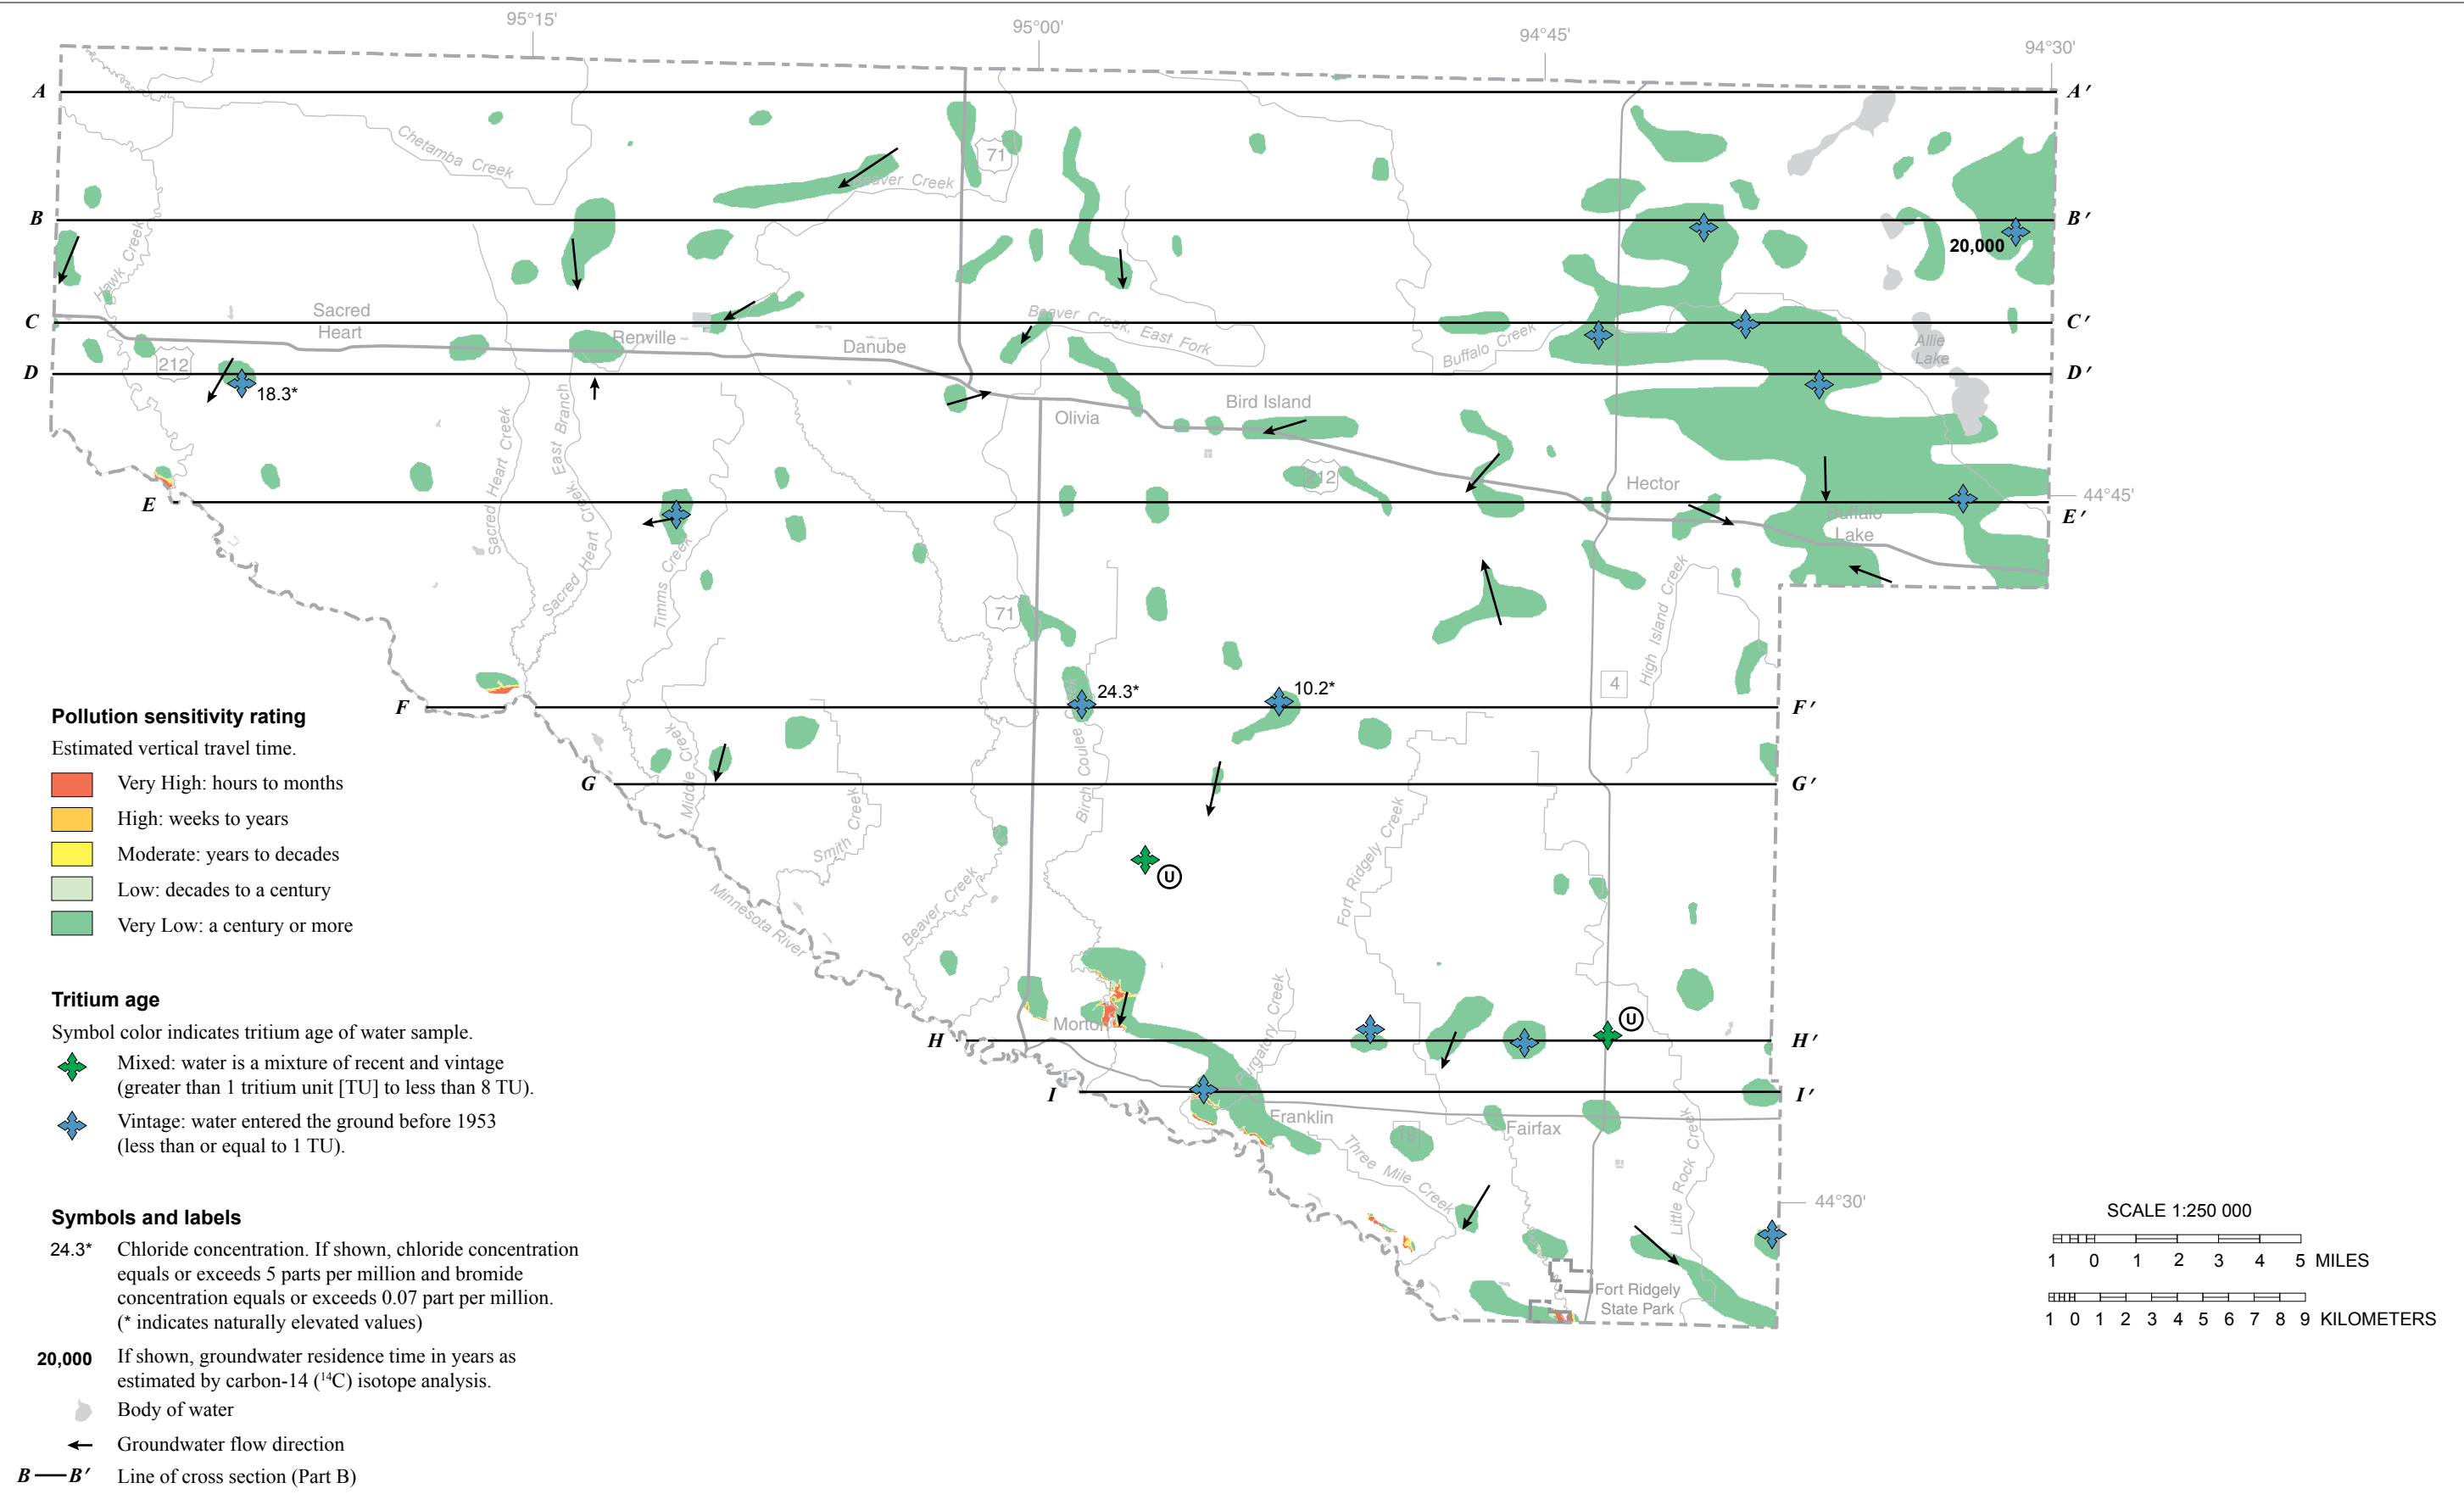 95°15'
95°00'
94°45'
94°30'
A
A′
Chetamba Creek
71
Beaver Creek
B
B′
20,000
Hawk Creek
Sacred
Heart
C
C′
Renville
Beaver Creek, East Fork
Danube
Buffalo Creek
Allie
Lake
212
D
D′
18.3*
Olivia
Bird Island
Sacred Heart Creek
Sacred Heart Creek, East Branch
212
Hector
44°45'
E
E′
Buffalo
Lake
Timms Creek
71
High Island Creek
4
24.3*
10.2*
F
F′
Middle Creek
Birch Coulee Creek
G
G′
Smith Creek
Fort Ridgely Creek
U
Minnesota River
Beaver Creek
Purgatory Creek
Morton
U
H
H′
I
I′
Franklin
19
Fairfax
Three Mile Creek
Little Rock Creek
44°30'
Fort Ridgely
State Park
Pollution sensitivity rating
Estimated vertical travel time.
Very High: hours to months
High: weeks to years
Moderate: years to decades
Low: decades to a century
Very Low: a century or more
Tritium age
Symbol color indicates tritium age of water sample.
Mixed: water is a mixture of recent and vintage
(greater than 1 tritium unit [TU] to less than 8 TU).
Vintage: water entered the ground before 1953
(less than or equal to 1 TU).
Symbols and labels
24.3* Chloride concentration. If shown, chloride concentration
equals or exceeds 5 parts per million and bromide
concentration equals or exceeds 0.07 part per million.
(* indicates naturally elevated values)
20,000 If shown, groundwater residence time in years as
estimated by carbon-14 (¹⁴C) isotope analysis.
Body of water
Groundwater flow direction
B — B′ Line of cross section (Part B)
SCALE 1:250 000
1 0 1 2 3 4 5 MILES
1 0 1 2 3 4 5 6 7 8 9 KILOMETERS